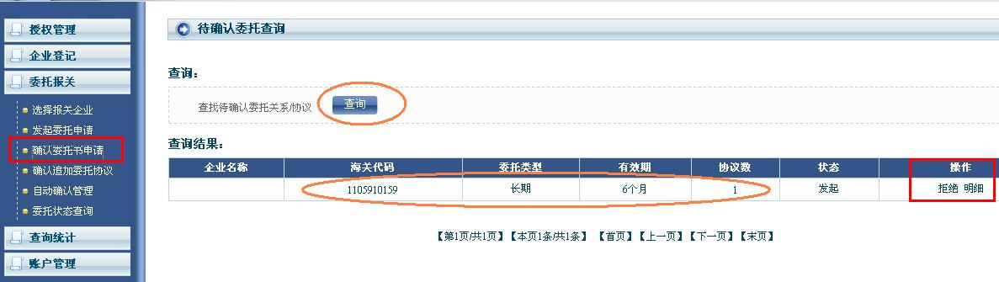 授权管理
企业登记
委托报关
选择报关企业
发起委托申请
确认委托书申请
确认追加委托协议
自动确认管理
委托状态查询
查询统计
账户管理
待确认委托查询
查询：
查找待确认委托关系/协议 查询
查询结果：
企业名称 海关代码 委托类型 有效期 协议数 状态 操作
1105910159 长期 6个月 1 发起 拒绝 明细
【第1页/共1页】【本页1条/共1条】 【首页】【上一页】【下一页】【末页】